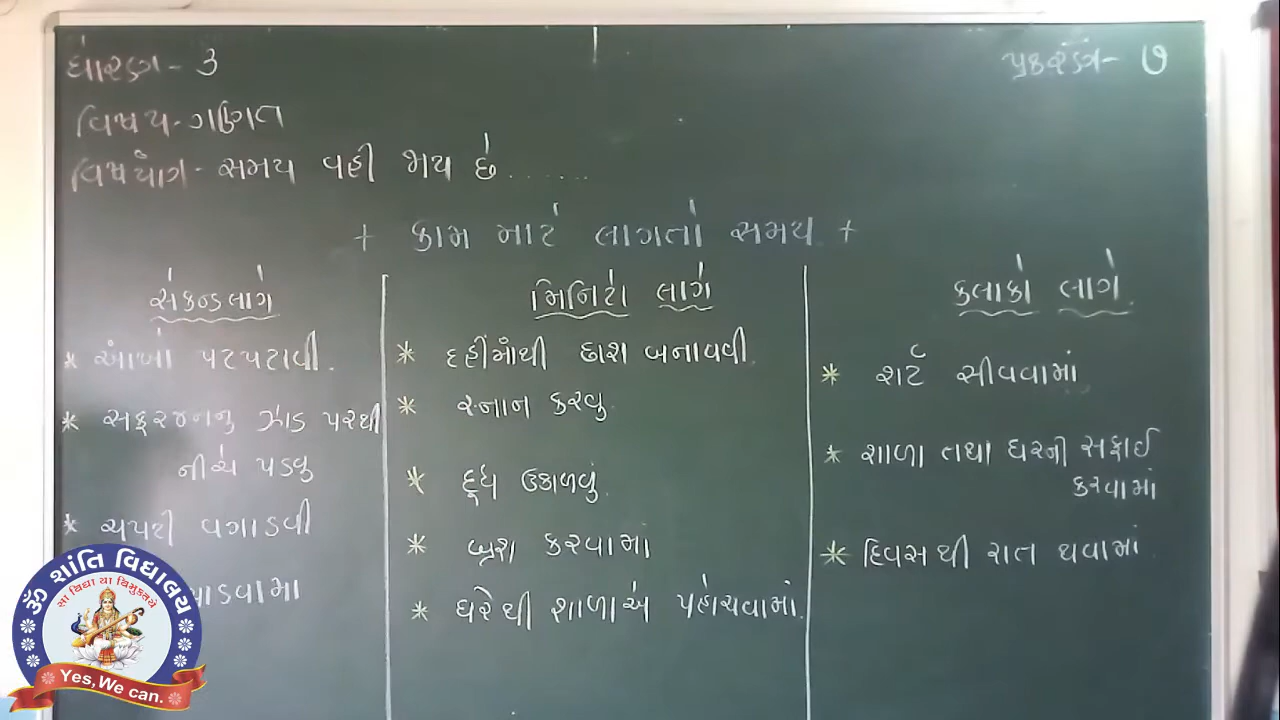 ધોરણ - 3
પ્રકરણ - ૭
વિષય - ગણિત
વિષયાંગ - સમય વહી જાય છે.......
+ કામ માટે લાગતો સમય +
સેકન્ડ લાગે
* આંખો પટપટાવી.
* સફરજનનુ ઝાડ પરથી
નીચે પડવુ
* ચપટી વગાડવી
મિનિટો લાગે
* દહીંમાંથી છાશ બનાવવી.
* સ્નાન કરવુ
* દૂધ ઉકાળવું.
* બ્રશ કરવામાં
* ઘરેથી શાળાએ પહોંચવામાં.
કલાકો લાગે.
* શર્ટ સીવવામાં
* શાળા તથા ઘરની સફાઈ
કરવામાં
* દિવસથી રાત થવામાં
ૐ શાંતિ વિદ્યાલય
સા વિદ્યા યા વિમુક્તયે
Yes, We can.